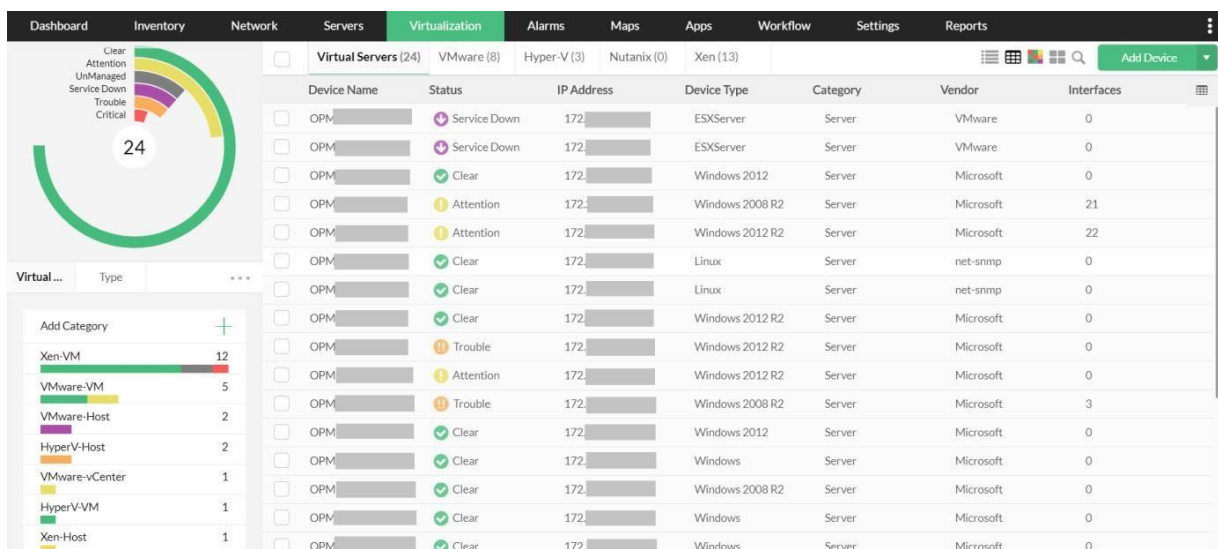 Dashboard Inventory Network Servers Virtualization Alarms Maps Apps Workflow Settings Reports
Clear
Attention
UnManaged
Service Down
Trouble
Critical
24
Virtual ... Type
Add Category
Xen-VM 12
VMware-VM 5
VMware-Host 2
HyperV-Host 2
VMware-vCenter 1
HyperV-VM 1
Xen-Host 1
Virtual Servers (24) VMware (8) Hyper-V (3) Nutanix (0) Xen (13) Add Device
Device Name Status IP Address Device Type Category Vendor Interfaces
OPM Service Down 172. ESXServer Server VMware 0
OPM Service Down 172. ESXServer Server VMware 0
OPM Clear 172. Windows 2012 Server Microsoft 0
OPM Attention 172. Windows 2008 R2 Server Microsoft 21
OPM Attention 172. Windows 2012 R2 Server Microsoft 22
OPM Clear 172. Linux Server net-snmp 0
OPM Clear 172. Linux Server net-snmp 0
OPM Clear 172. Windows 2012 R2 Server Microsoft 0
OPM Trouble 172. Windows 2012 R2 Server Microsoft 0
OPM Attention 172. Windows 2012 R2 Server Microsoft 0
OPM Trouble 172. Windows 2008 R2 Server Microsoft 3
OPM Clear 172. Windows 2012 Server Microsoft 0
OPM Clear 172. Windows Server Microsoft 0
OPM Clear 172. Windows 2008 R2 Server Microsoft 0
OPM Clear 172. Windows Server Microsoft 0
OPM Clear 172. Windows Server Microsoft 0